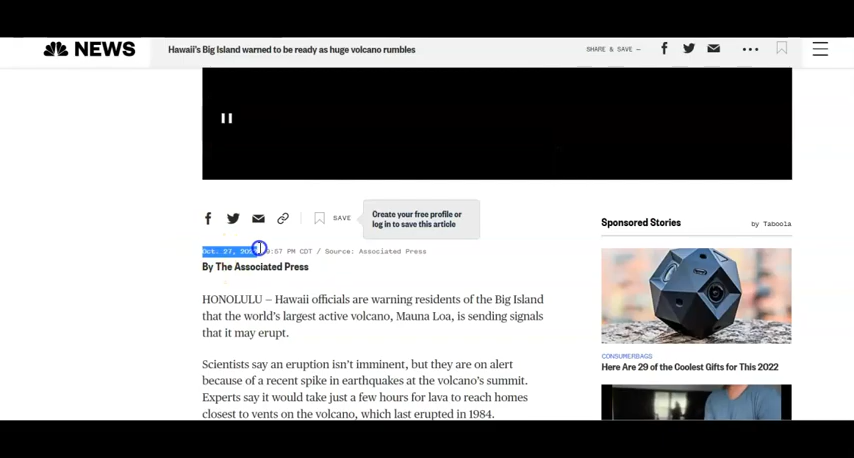 NEWS
Hawaii's Big Island warned to be ready as huge volcano rumbles
SHARE & SAVE —
SAVE
Create your free profile or
log in to save this article
Oct. 27, :57 PM CDT / Source: Associated Press
By The Associated Press
HONOLULU — Hawaii officials are warning residents of the Big Island
that the world's largest active volcano, Mauna Loa, is sending signals
that it may erupt.
Scientists say an eruption isn't imminent, but they are on alert
because of a recent spike in earthquakes at the volcano's summit.
Experts say it would take just a few hours for lava to reach homes
closest to vents on the volcano, which last erupted in 1984.
Sponsored Stories
by Taboola
CONSUMERBAGS
Here Are 29 of the Coolest Gifts for This 2022